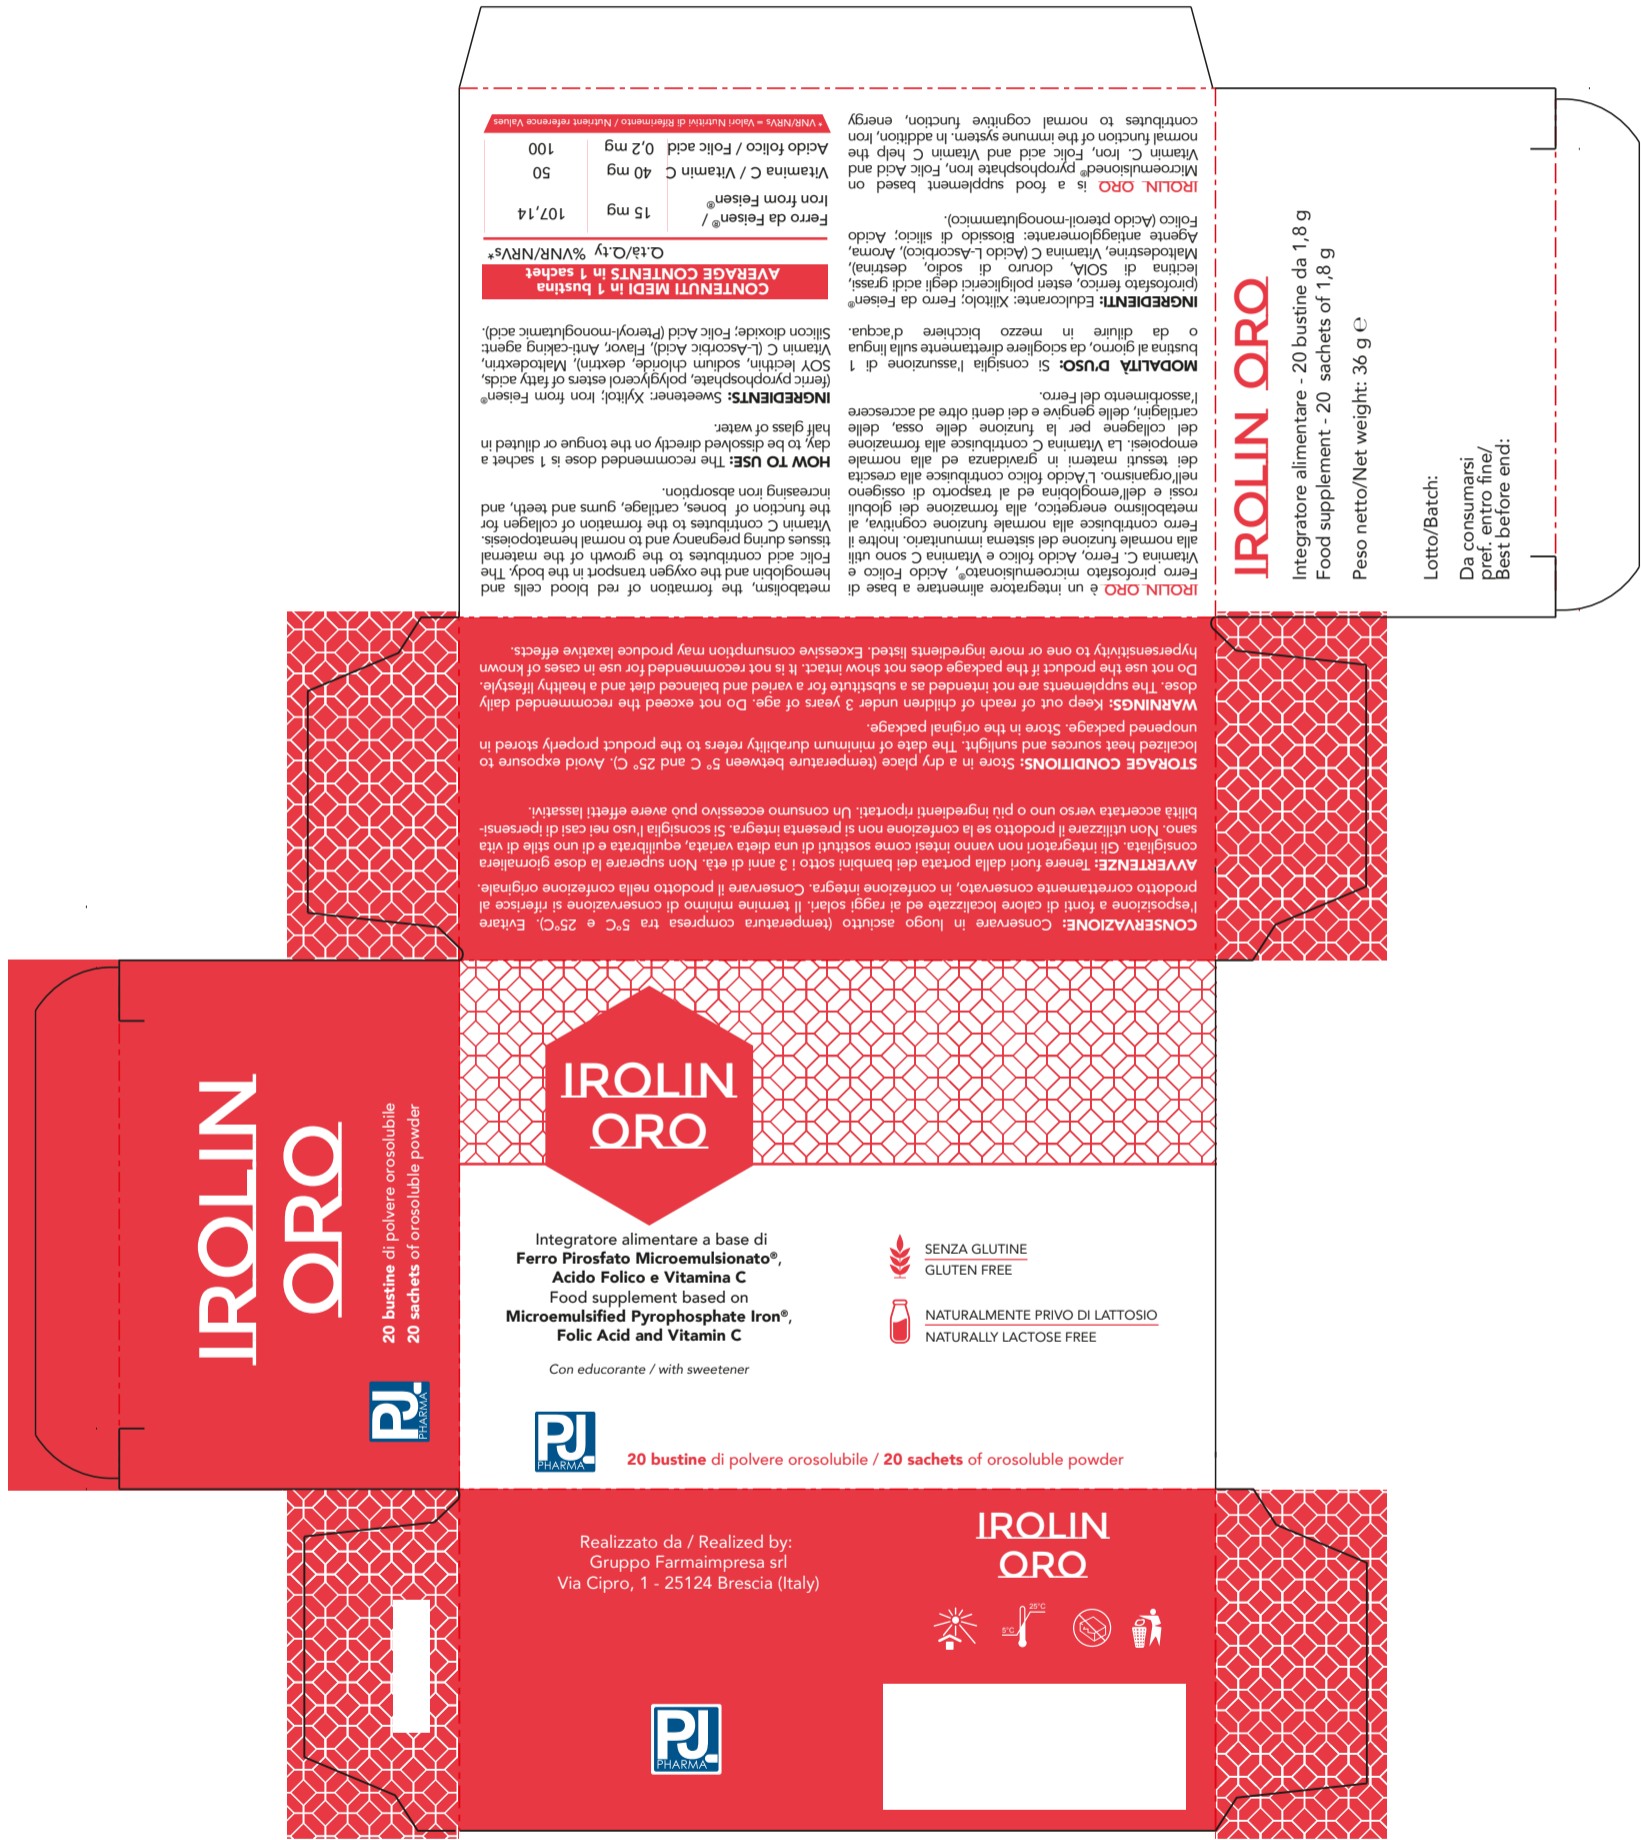 IROLIN ORO è un integratore alimentare a base di
Ferro pirofosfato microemulsionato®, Acido Folico e
Vitamina C. Ferro, Acido folico e Vitamina C sono utili
alla normale funzione del sistema immunitario. Inoltre il
Ferro contribuisce alla normale funzione cognitiva, al
metabolismo energetico, alla formazione dei globuli
rossi e dell'emoglobina ed al trasporto di ossigeno
nell'organismo. L'Acido folico contribuisce alla crescita
dei tessuti materni in gravidanza ed alla normale
emopoiesi. La Vitamina C contribuisce alla formazione
del collagene per la funzione delle ossa, delle
cartilagini, delle gengive e dei denti oltre ad accrescere
l'assorbimento del Ferro.
MODALITÀ D'USO: Si consiglia l'assunzione di 1
bustina al giorno, da sciogliere direttamente sulla lingua
o da diluire in mezzo bicchiere d'acqua.
INGREDIENTI: Edulcorante: Xilitolo; Ferro da Feisen®
(pirofosfato ferrico, esteri poliglicerici degli acidi grassi,
lectina di SOIA, cloruro di sodio, destrina),
Maltodestrine, Vitamina C (Acido L-Ascorbico), Aroma,
Agente antiagglomerante: Biossido di silicio; Acido
Folico (Acido pteroil-monoglutammico).
IROLIN ORO is a food supplement based on
Microemulsioned® pyrophosphate Iron, Folic Acid and
Vitamin C. Iron, Folic acid and Vitamin C help the
normal function of the immune system. In addition, Iron
contributes to normal cognitive function, energy
metabolism, the formation of red blood cells and
hemoglobin and the oxygen transport in the body. The
Folic acid contributes to the growth of the maternal
tissues during pregnancy and to normal hematopoiesis.
Vitamin C contributes to the formation of collagen for
the function of bones, cartilage, gums and teeth, and
increasing iron absorption.
HOW TO USE: The recommended dose is 1 sachet a
day, to be dissolved directly on the tongue or diluted in
half glass of water.
INGREDIENTS: Sweetener: Xylitol; Iron from Feisen®
(ferric pyrophosphate, polyglycerol esters of fatty acids,
SOY lecithin, sodium chloride, dextrin), Maltodextrin,
Vitamin C (L-Ascorbic Acid), Flavor, Anti-caking agent:
Silicon dioxide; Folic Acid (Pteroyl-monoglutamic acid).
CONTENUTI MEDI in 1 bustina
AVERAGE CONTENTS in 1 sachet
Q.tà/Q.ty %VNR/NRVs*
Ferro da Feisen® /
Iron from Feisen® 15 mg 107,14
Vitamina C / Vitamin C 40 mg 50
Acido folico / Folic acid 0,2 mg 100
* VNR/NRVs = Valori Nutritivi di Riferimento / Nutrient reference Values
IROLIN ORO
Integratore alimentare - 20 bustine da 1,8 g
Food supplement - 20 sachets of 1,8 g
Peso netto/Net weight: 36 g ℮
Lotto/Batch:
Da consumarsi
pref. entro fine/
Best before end:
CONSERVAZIONE: Conservare in luogo asciutto (temperatura compresa tra 5°C e 25°C). Evitare
l'esposizione a fonti di calore localizzate ed ai raggi solari. Il termine minimo di conservazione si riferisce al
prodotto correttamente conservato, in confezione integra. Conservare il prodotto nella confezione originale.
AVVERTENZE: Tenere fuori dalla portata dei bambini sotto i 3 anni di età. Non superare la dose giornaliera
consigliata. Gli integratori non vanno intesi come sostituti di una dieta variata, equilibrata e di uno stile di vita
sano. Non utilizzare il prodotto se la confezione non si presenta integra. Si sconsiglia l'uso nei casi di ipersensi-
bilità accertata verso uno o più ingredienti riportati. Un consumo eccessivo può avere effetti lassativi.
STORAGE CONDITIONS: Store in a dry place (temperature between 5° C and 25° C). Avoid exposure to
localized heat sources and sunlight. The date of minimum durability refers to the product properly stored in
unopened package. Store in the original package.
WARNINGS: Keep out of reach of children under 3 years of age. Do not exceed the recommended daily
dose. The supplements are not intended as a substitute for a varied and balanced diet and a healthy lifestyle.
Do not use the product if the package does not show intact. It is not recommended for use in cases of known
hypersensitivity to one or more ingredients listed. Excessive consumption may produce laxative effects.
IROLIN
ORO
20 bustine di polvere orosolubile
20 sachets of orosoluble powder
PJ
PHARMA
IROLIN
ORO
Integratore alimentare a base di
Ferro Pirosfato Microemulsionato®,
Acido Folico e Vitamina C
Food supplement based on
Microemulsified Pyrophosphate Iron®,
Folic Acid and Vitamin C
Con educorante / with sweetener
SENZA GLUTINE
GLUTEN FREE
NATURALMENTE PRIVO DI LATTOSIO
NATURALLY LACTOSE FREE
PJ
PHARMA
20 bustine di polvere orosolubile / 20 sachets of orosoluble powder
Realizzato da / Realized by:
Gruppo Farmaimpresa srl
Via Cipro, 1 - 25124 Brescia (Italy)
IROLIN
ORO
25°C
5°C
PJ
PHARMA